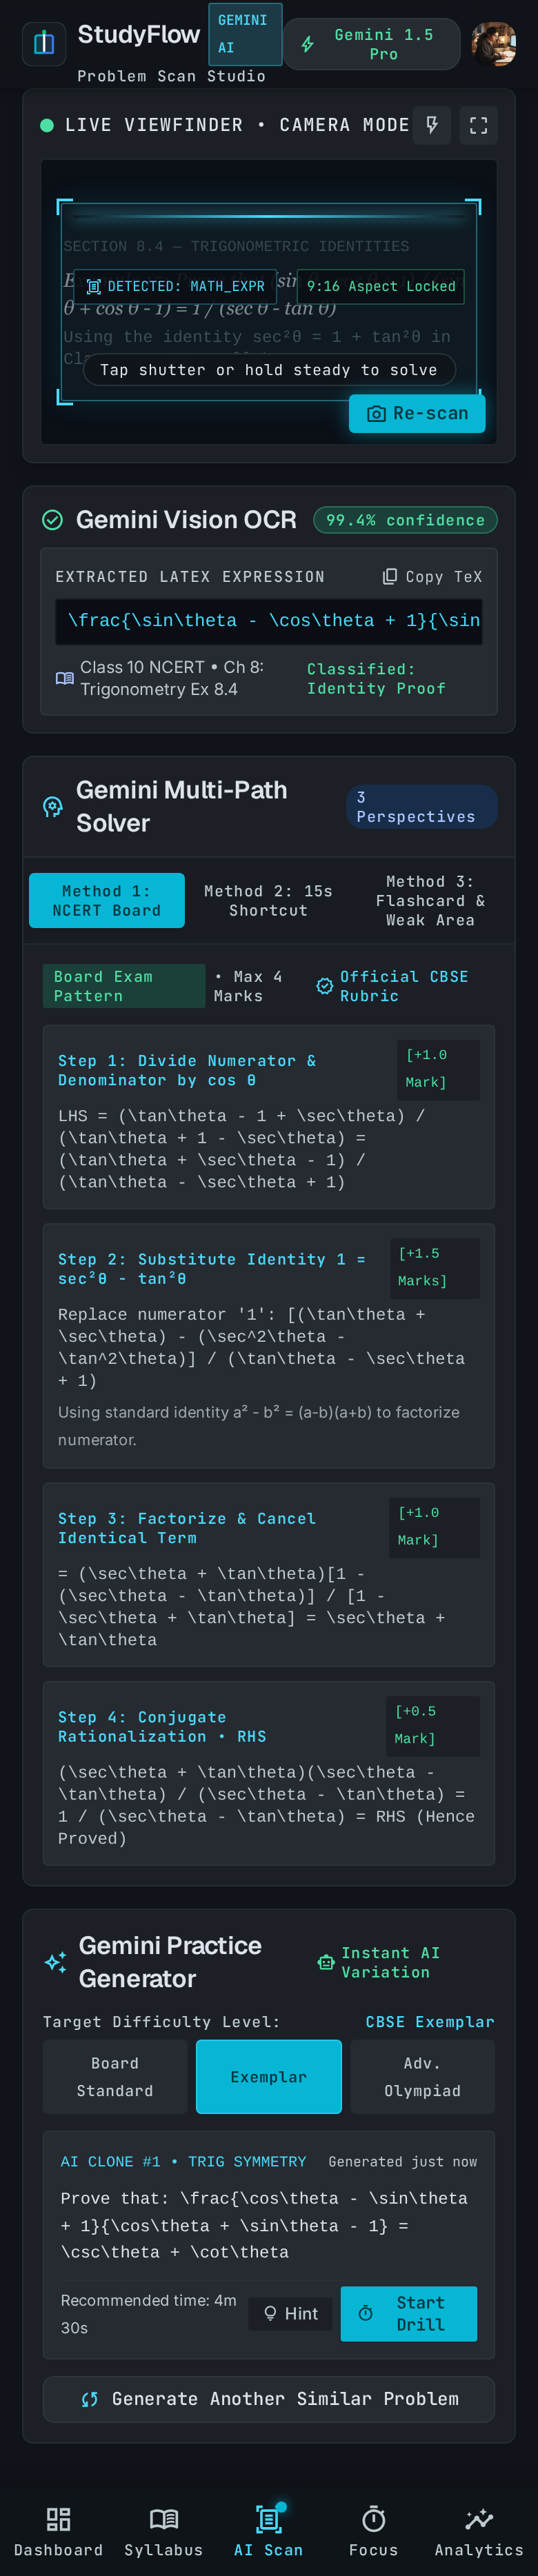 StudyFlow
GEMINI
AI
Problem Scan Studio
Gemini 1.5
Pro
LIVE VIEWFINDER • CAMERA MODE
SECTION 8.4 — TRIGONOMETRIC IDENTITIES
DETECTED: MATH_EXPR
9:16 Aspect Locked
θ + cos θ - 1) = 1 / (sec θ - tan θ)
Using the identity sec²θ = 1 + tan²θ in
Tap shutter or hold steady to solve
Re-scan
Gemini Vision OCR
99.4% confidence
EXTRACTED LATEX EXPRESSION
Copy TeX
\frac{\sin\theta - \cos\theta + 1}{\sin
Class 10 NCERT • Ch 8:
Trigonometry Ex 8.4
Classified:
Identity Proof
Gemini Multi-Path
Solver
3
Perspectives
Method 1:
NCERT Board
Method 2: 15s
Shortcut
Method 3:
Flashcard &
Weak Area
Board Exam
Pattern
• Max 4
Marks
Official CBSE
Rubric
Step 1: Divide Numerator &
Denominator by cos θ
[+1.0
Mark]
LHS = (\tan\theta - 1 + \sec\theta) /
(\tan\theta + 1 - \sec\theta) =
(\tan\theta + \sec\theta - 1) /
(\tan\theta - \sec\theta + 1)
Step 2: Substitute Identity 1 =
sec²θ - tan²θ
[+1.5
Marks]
Replace numerator '1': [(\tan\theta +
\sec\theta) - (\sec^2\theta -
\tan^2\theta)] / (\tan\theta - \sec\theta
+ 1)
Using standard identity a² - b² = (a-b)(a+b) to factorize
numerator.
Step 3: Factorize & Cancel
Identical Term
[+1.0
Mark]
= (\sec\theta + \tan\theta)[1 -
(\sec\theta - \tan\theta)] / [1 -
\sec\theta + \tan\theta] = \sec\theta +
\tan\theta
Step 4: Conjugate
Rationalization • RHS
[+0.5
Mark]
(\sec\theta + \tan\theta)(\sec\theta -
\tan\theta) / (\sec\theta - \tan\theta) =
1 / (\sec\theta - \tan\theta) = RHS (Hence
Proved)
Gemini Practice
Generator
Instant AI
Variation
Target Difficulty Level:
CBSE Exemplar
Board
Standard
Exemplar
Adv.
Olympiad
AI CLONE #1 • TRIG SYMMETRY
Generated just now
Prove that: \frac{\cos\theta - \sin\theta
+ 1}{\cos\theta + \sin\theta - 1} =
\csc\theta + \cot\theta
Recommended time: 4m
30s
Hint
Start
Drill
Generate Another Similar Problem
Dashboard
Syllabus
AI Scan
Focus
Analytics